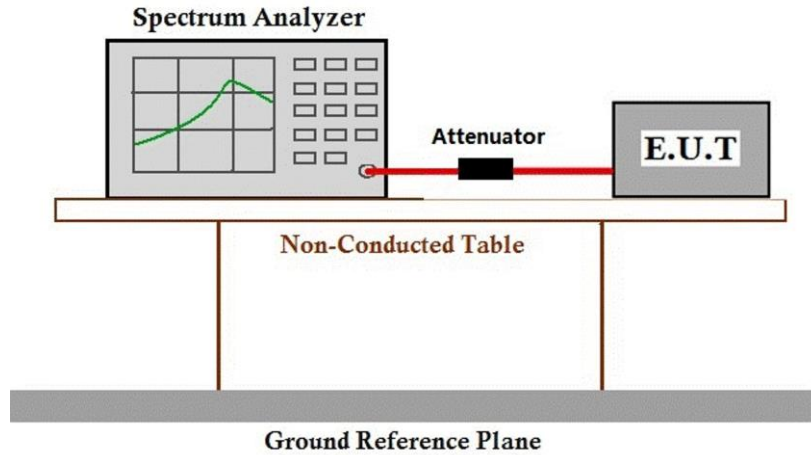 Spectrum Analyzer
Attenuator
E.U.T
Non-Conducted Table
Ground Reference Plane